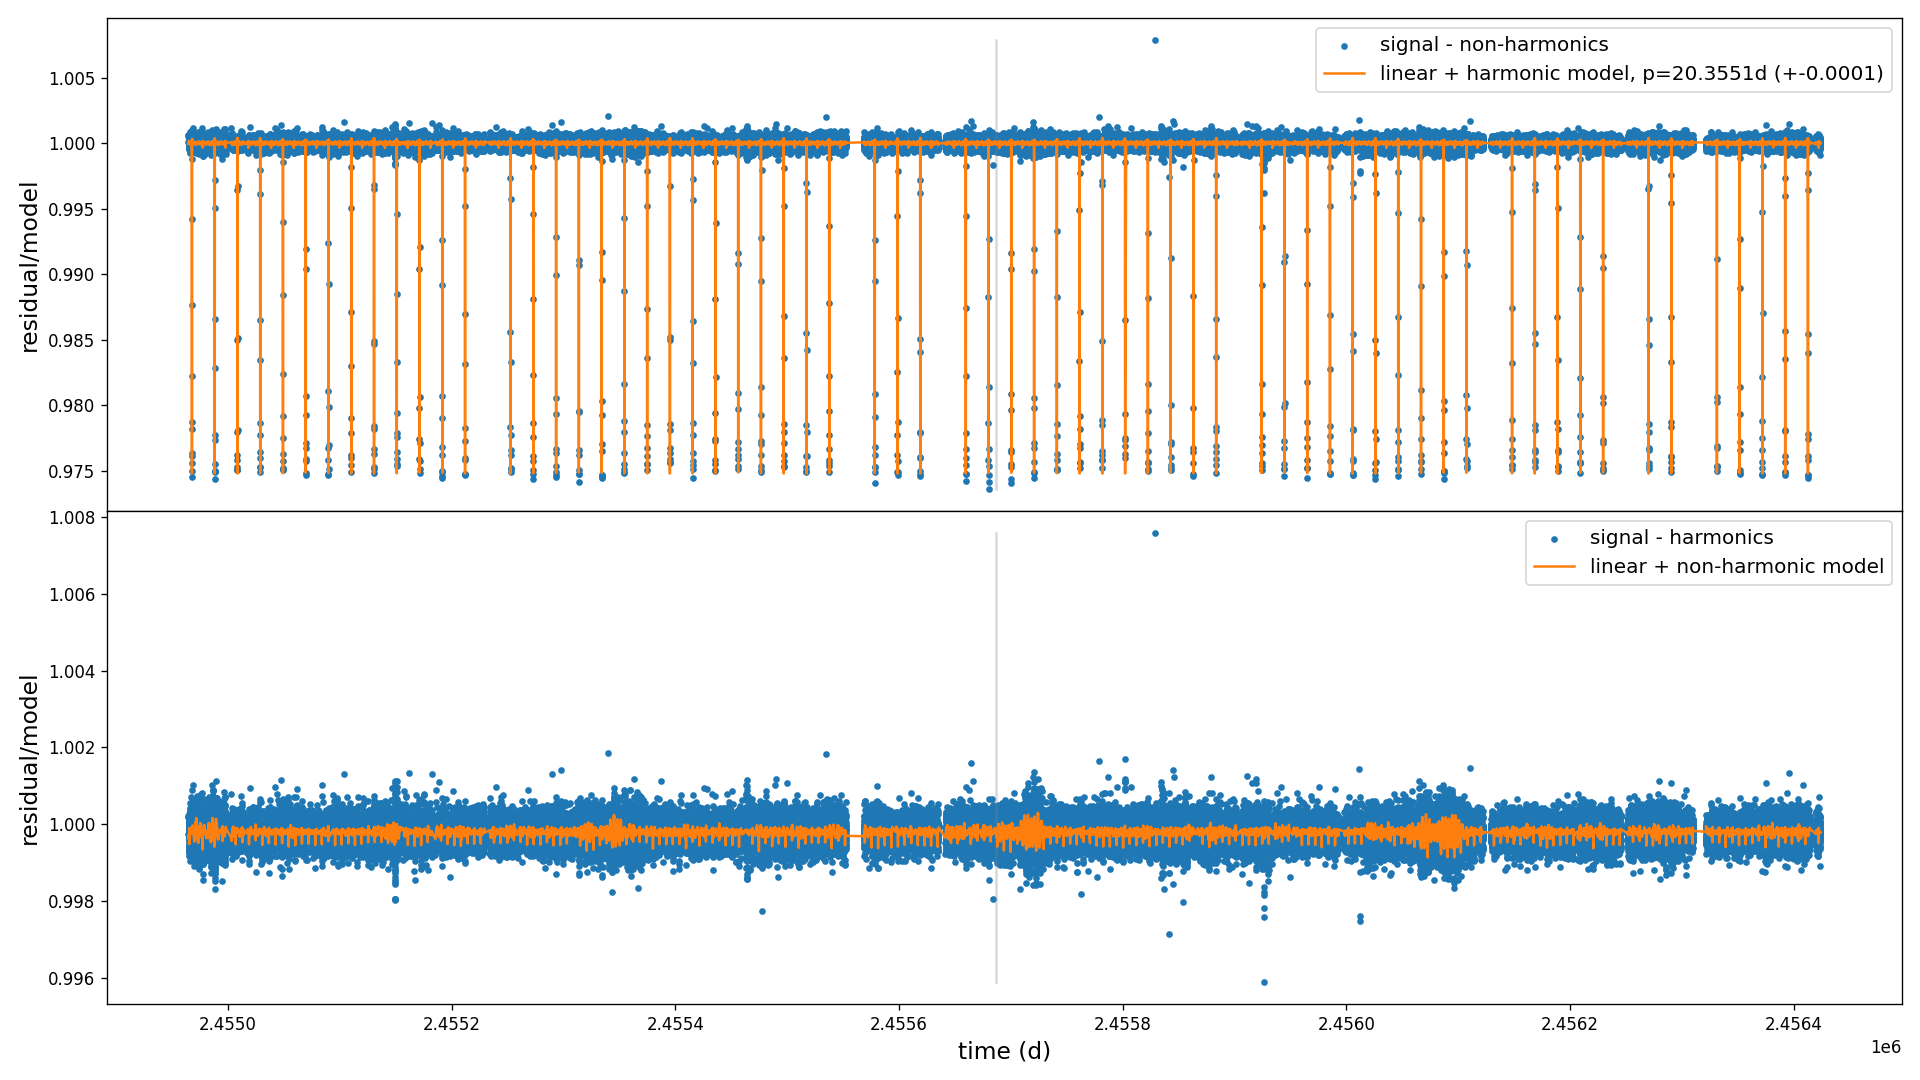 signal - non-harmonics
linear + harmonic model, p=20.3551d (+-0.0001)
residual/model
1.005
1.000
0.995
0.990
0.985
0.980
0.975
signal - harmonics
linear + non-harmonic model
residual/model
1.008
1.006
1.004
1.002
1.000
0.998
0.996
2.4550 2.4552 2.4554 2.4556 2.4558 2.4560 2.4562 2.4564
time (d)
1e6